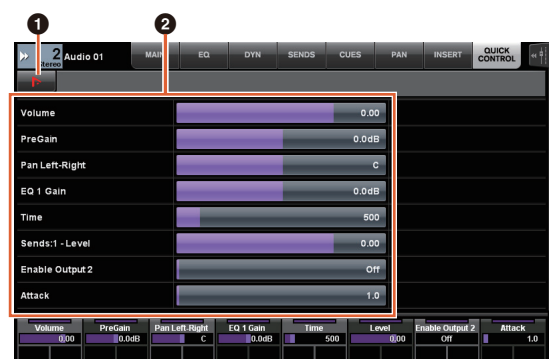 1 2
2 Stereo Audio 01 MAIN EQ DYN SENDS CUES PAN INSERT QUICK CONTROL
Volume 0.00
PreGain 0.0dB
Pan Left-Right C
EQ 1 Gain 0.0dB
Time 500
Sends:1 - Level 0.00
Enable Output 2 Off
Attack 1.0
Volume PreGain Pan Left-Right EQ 1 Gain Time Level Enable Output 2 Attack
0.00 0.0dB C 0.0dB 500 0.00 Off 1.0